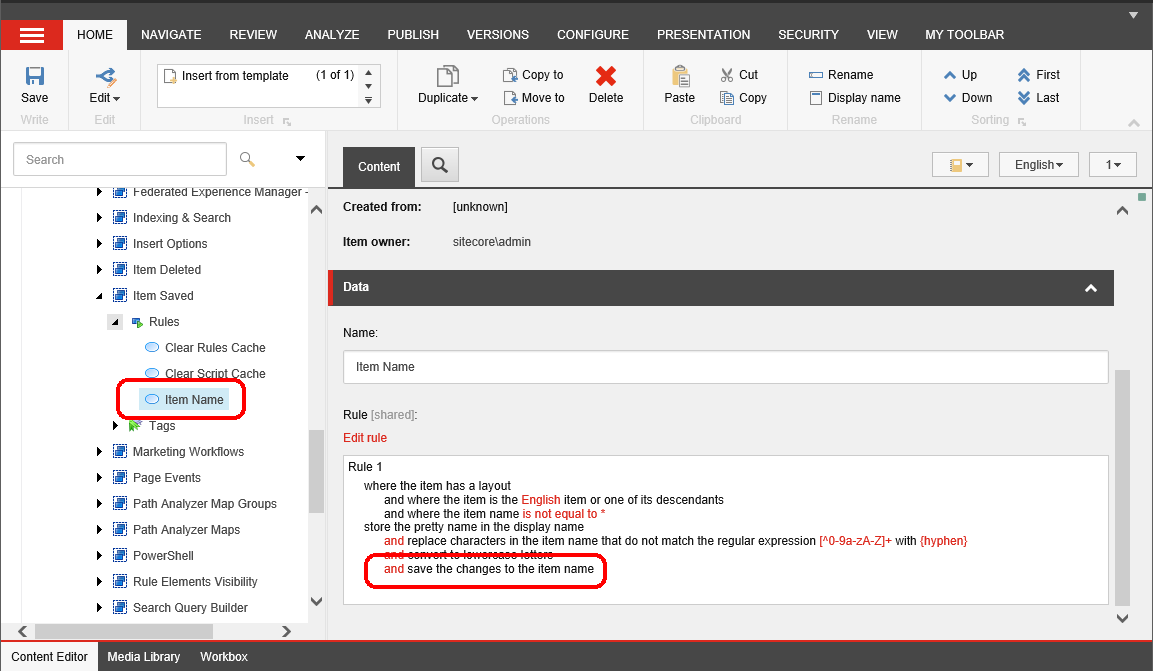 HOME NAVIGATE REVIEW ANALYZE PUBLISH VERSIONS CONFIGURE PRESENTATION SECURITY VIEW MY TOOLBAR
Save
Write
Edit
Edit
Insert from template (1 of 1)
Insert
Duplicate
Copy to
Move to
Delete
Operations
Paste
Cut
Copy
Clipboard
Rename
Display name
Rename
Up
Down
First
Last
Sorting
Search
Federated Experience Manager -
Indexing & Search
Insert Options
Item Deleted
Item Saved
Rules
Clear Rules Cache
Clear Script Cache
Item Name
Tags
Marketing Workflows
Page Events
Path Analyzer Map Groups
Path Analyzer Maps
PowerShell
Rule Elements Visibility
Search Query Builder
Content
English 1
Created from: [unknown]
Item owner: sitecore\admin
Data
Name:
Item Name
Rule [shared]:
Edit rule
Rule 1
where the item has a layout
and where the item is the English item or one of its descendants
and where the item name is not equal to *
store the pretty name in the display name
and replace characters in the item name that do not match the regular expression [^0-9a-zA-Z]+ with {hyphen}
and convert to lowercase letters
and save the changes to the item name
Content Editor Media Library Workbox